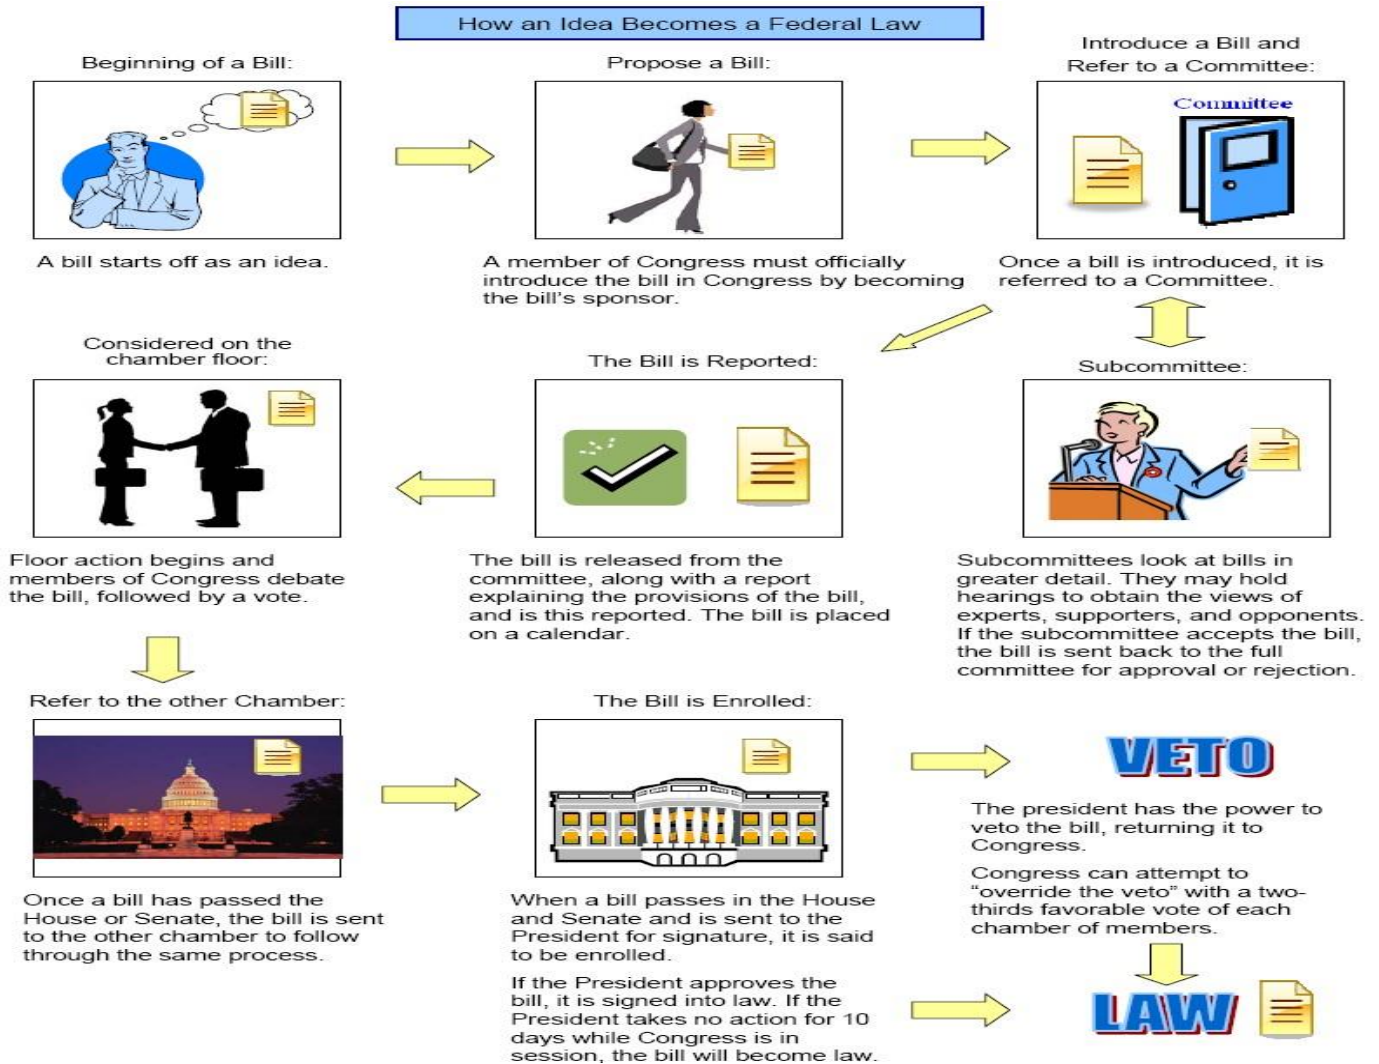 How an Idea Becomes a Federal Law
Beginning of a Bill:
A bill starts off as an idea.
Propose a Bill:
A member of Congress must officially
introduce the bill in Congress by becoming
the bill's sponsor.
Introduce a Bill and
Refer to a Committee:
Committee
Once a bill is introduced, it is
referred to a Committee.
Subcommittee:
Subcommittees look at bills in
greater detail. They may hold
hearings to obtain the views of
experts, supporters, and opponents.
If the subcommittee accepts the bill,
the bill is sent back to the full
committee for approval or rejection.
The Bill is Reported:
The bill is released from the
committee, along with a report
explaining the provisions of the bill,
and is this reported. The bill is placed
on a calendar.
Considered on the
chamber floor:
Floor action begins and
members of Congress debate
the bill, followed by a vote.
Refer to the other Chamber:
Once a bill has passed the
House or Senate, the bill is sent
to the other chamber to follow
through the same process.
The Bill is Enrolled:
When a bill passes in the House
and Senate and is sent to the
President for signature, it is said
to be enrolled.
If the President approves the
bill, it is signed into law. If the
President takes no action for 10
days while Congress is in
session, the bill will become law.
VETO
The president has the power to
veto the bill, returning it to
Congress.
Congress can attempt to
“override the veto” with a two-
thirds favorable vote of each
chamber of members.
LAW